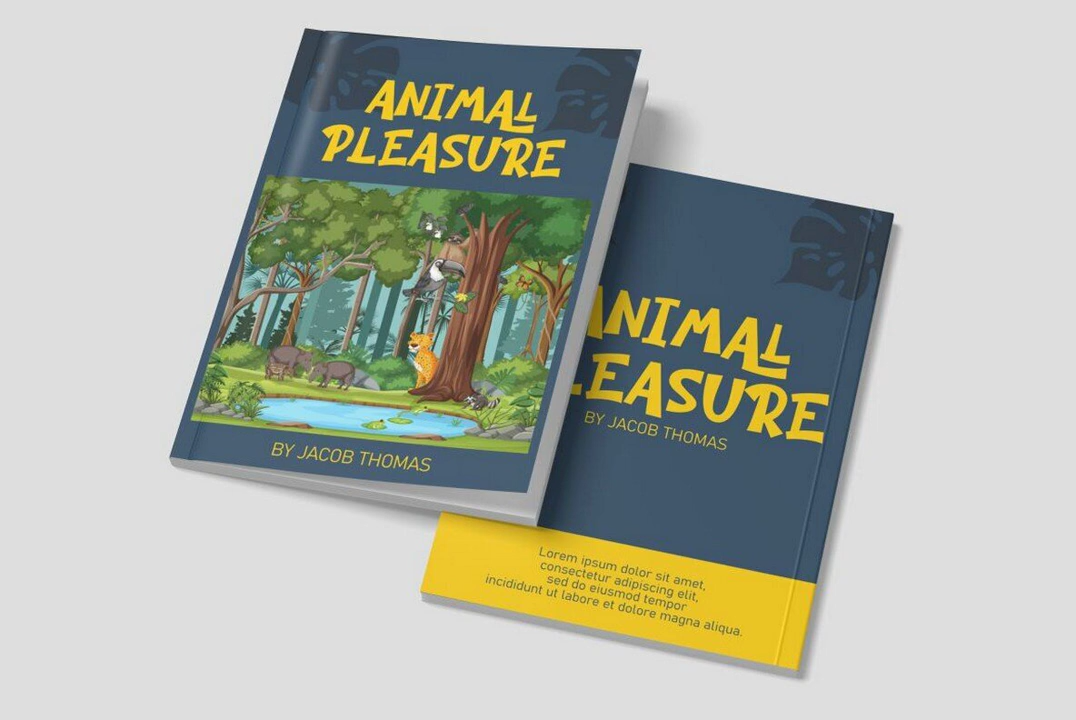 ANIMAL
PLEASURE
BY JACOB THOMAS
ANIMAL
LEASURE
BY JACOB THOMAS
Lorem ipsum dolor sit amet,
consectetur adipiscing elit,
sed do eiusmod tempor
incididunt ut labore et dolore magna aliqua.